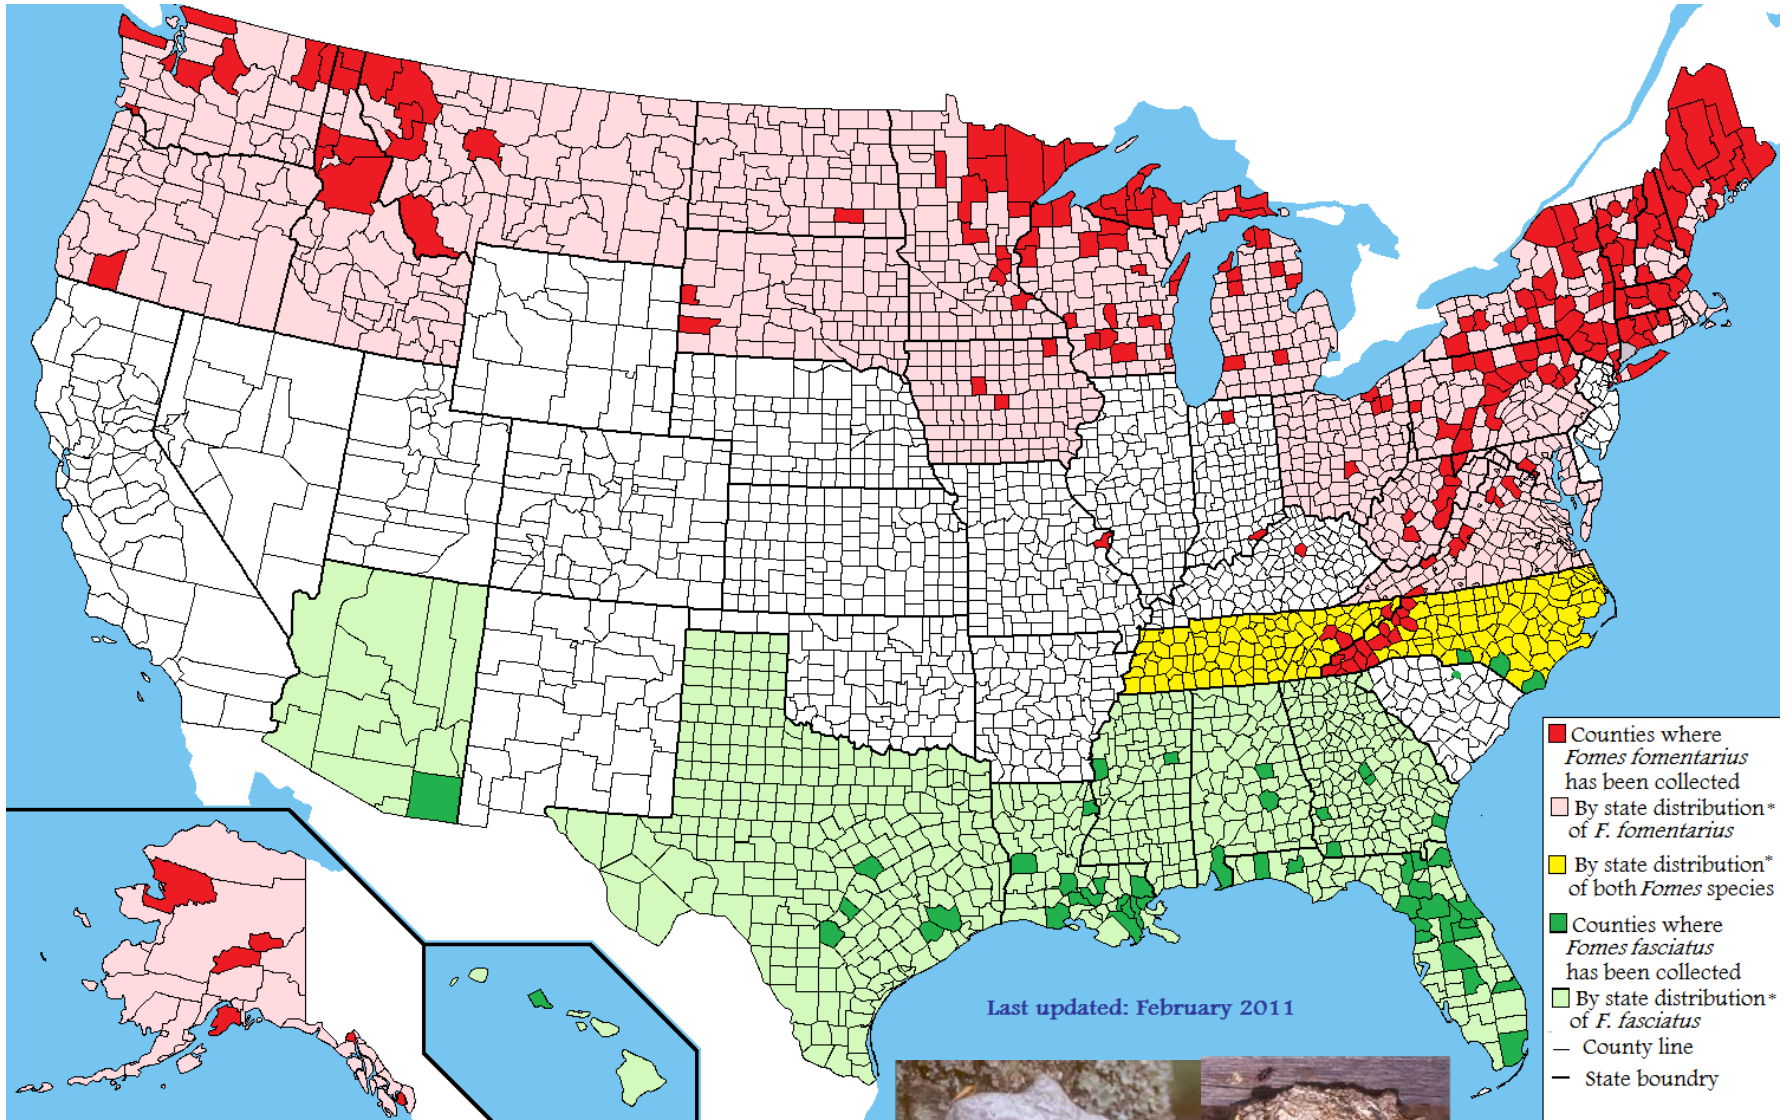 Counties where
Fomes fomentarius
has been collected
By state distribution*
of F. fomentarius
By state distribution*
of both Fomes species
Counties where
Fomes fasciatus
has been collected
By state distribution*
of F. fasciatus
County line
State boundry
Last updated: February 2011